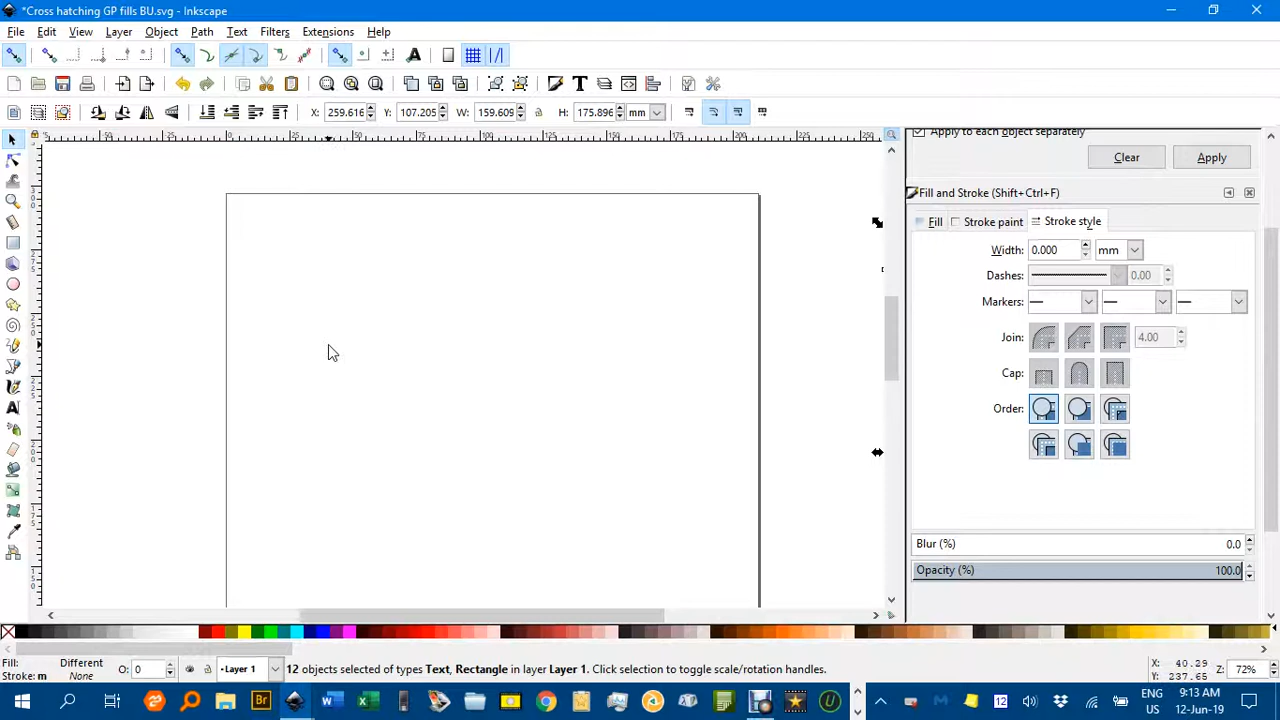 *Cross hatching GP fills BU.svg - Inkscape
File Edit View Layer Object Path Text Filters Extensions Help
X: 259.616 Y: 107.205 W: 159.609 H: 175.896 mm
Apply to each object separately
Clear Apply
Fill and Stroke (Shift+Ctrl+F)
Fill Stroke paint Stroke style
Width: 0.000 mm
Dashes: 0.00
Markers:
Join: 4.00
Cap:
Order:
Blur (%) 0.0
Opacity (%) 100.0
Fill: Different O: 0 Layer 1 12 objects selected of types Text, Rectangle in layer Layer 1. Click selection to toggle scale/rotation handles. X: 40.29 Z: 72%
Stroke: m None Y: 237.65
ENG 9:13 AM
US 12-Jun-19